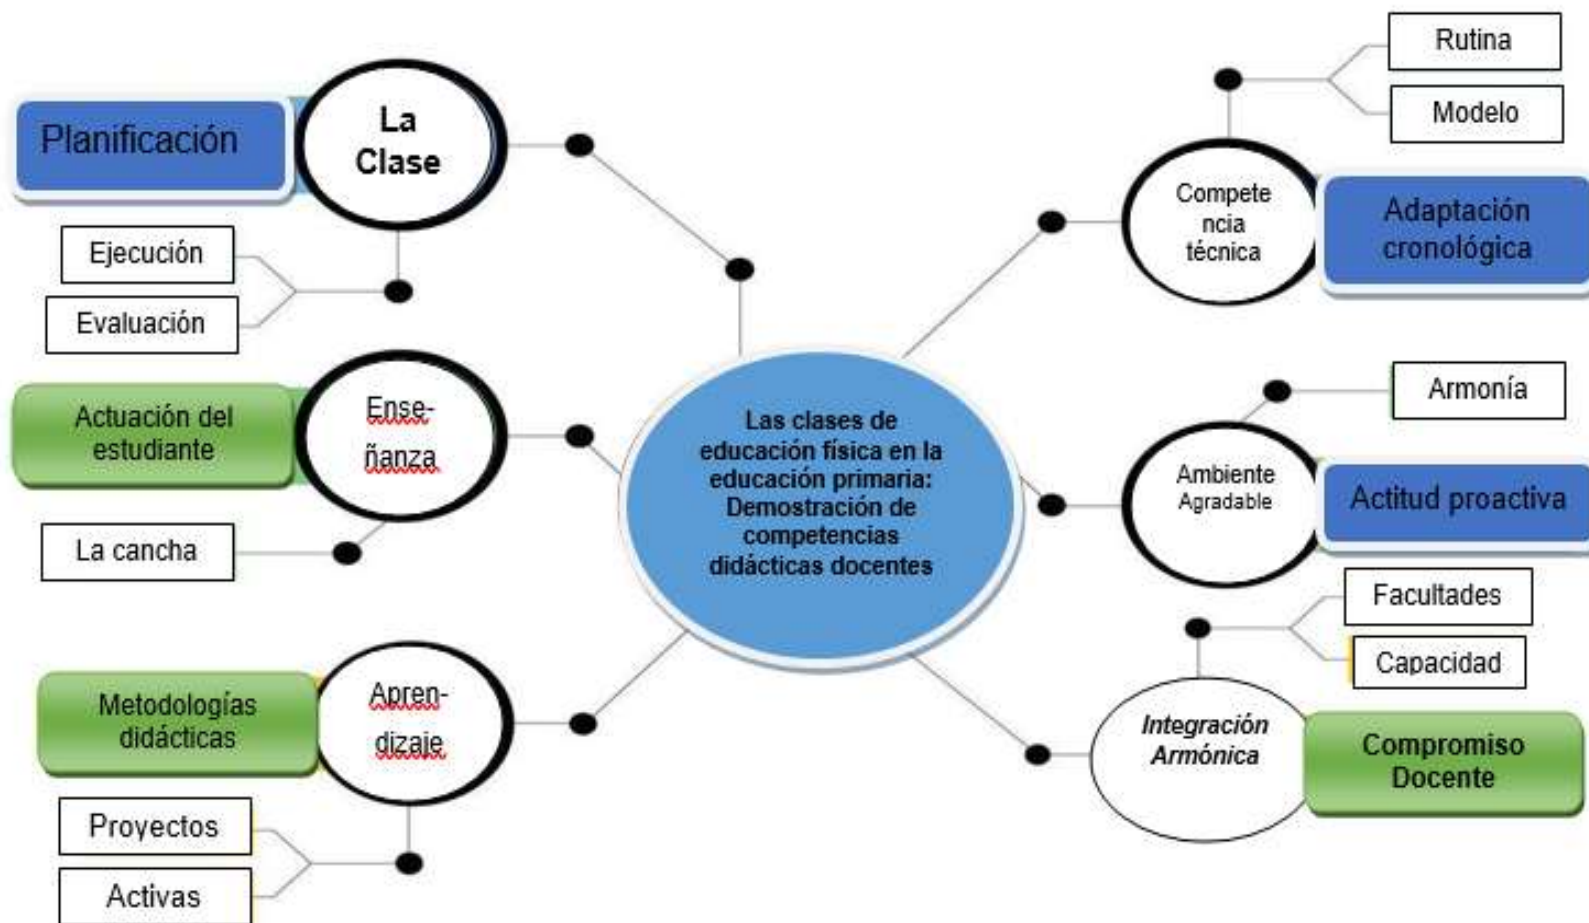 Planificación
La
Clase
Ejecución
Evaluación
Actuación del
estudiante
Ense-
ñanza
La cancha
Metodologías
didácticas
Apren-
dizaje
Proyectos
Activas
Las clases de
educación física en la
educación primaria:
Demostración de
competencias
didácticas docentes
Rutina
Modelo
Compete
ncia
técnica
Adaptación
cronológica
Armonía
Ambiente
Agradable
Actitud proactiva
Facultades
Capacidad
Integración
Armónica
Compromiso
Docente